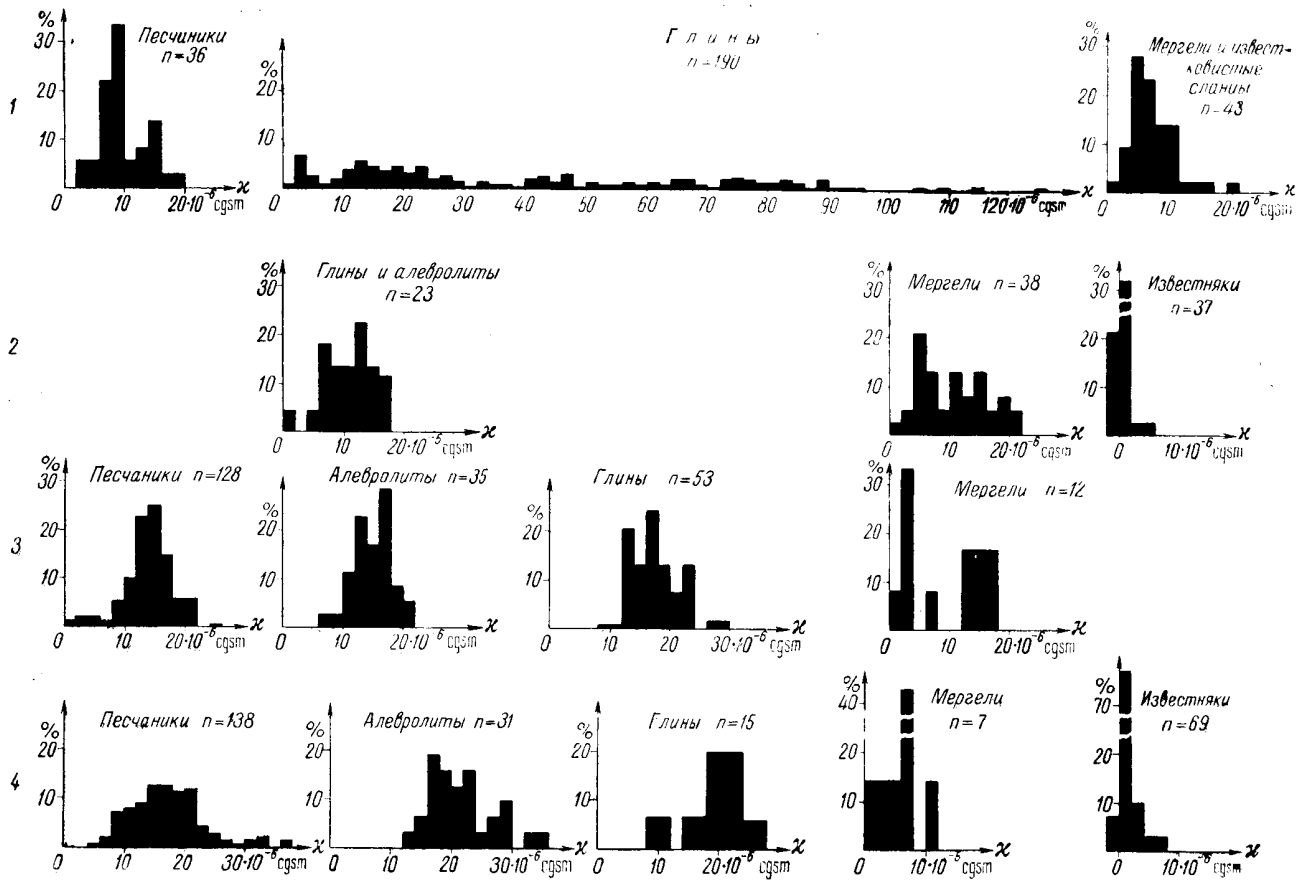 1
%
30
20
10
0
10
20·10⁻⁶ cgsm
ϰ
Песчаники
n=36
%
20
10
0
10
20
30
40
50
60
70
80
90
100
110
120·10⁻⁶ cgsm
ϰ
Глины
n=190
%
30
20
10
0
10
20·10⁻⁶ cgsm
ϰ
Мергели и извест-
ковистые
сланцы
n=43
2
%
30
20
10
0
10
20·10⁻⁶ cgsm
ϰ
Глины и алевролиты
n=23
%
30
20
10
0
10
20·10⁻⁶ cgsm
ϰ
Мергели n=38
%
30
20
10
0
10·10⁻⁶ cgsm
ϰ
Известняки
n=37
3
%
30
20
10
0
10
20·10⁻⁶ cgsm
ϰ
Песчаники n=128
%
20
10
0
10
20·10⁻⁶ cgsm
ϰ
Алевролиты n=35
%
20
10
0
10
30·10⁻⁶ cgsm
ϰ
Глины n=53
%
30
20
10
0
10
20·10⁻⁶ cgsm
ϰ
Мергели n=12
4
%
20
10
0
10
20
30·10⁻⁶ cgsm
ϰ
Песчаники n=138
%
20
10
0
10
20
30·10⁻⁶ cgsm
ϰ
Алевролиты n=31
%
20
10
0
10
20·10⁻⁶ cgsm
ϰ
Глины n=15
%
40
20
10
0
10·10⁻⁶ cgsm
ϰ
Мергели
n=7
%
70
20
10
0
10·10⁻⁶ cgsm
ϰ
Известняки
n=69